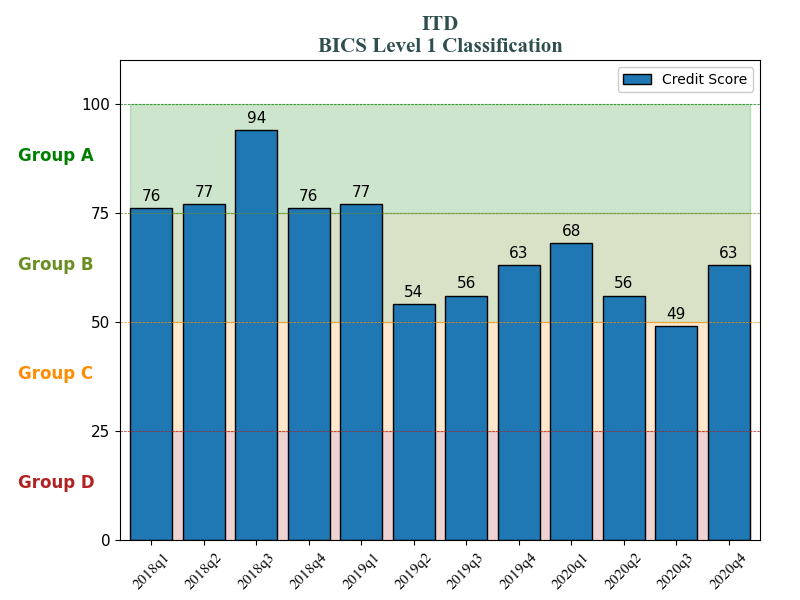 ITD
BICS Level 1 Classification
Credit Score
100
94
Group A
76
77
76
77
75
68
63
63
Group B
54
56
56
50
49
Group C
25
Group D
0
2018q1
2018q2
2018q3
2018q4
2019q1
2019q2
2019q3
2019q4
2020q1
2020q2
2020q3
2020q4